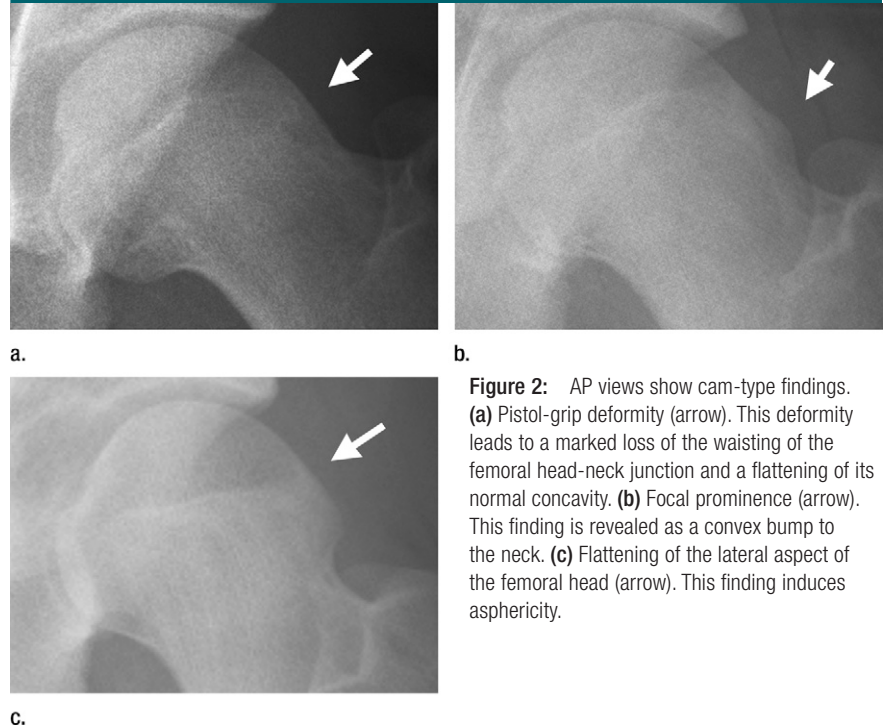 a.
b.
c.
Figure 2: AP views show cam-type findings.
(a) Pistol-grip deformity (arrow). This deformity
leads to a marked loss of the waisting of the
femoral head-neck junction and a flattening of its
normal concavity. (b) Focal prominence (arrow).
This finding is revealed as a convex bump to
the neck. (c) Flattening of the lateral aspect of
the femoral head (arrow). This finding induces
asphericity.